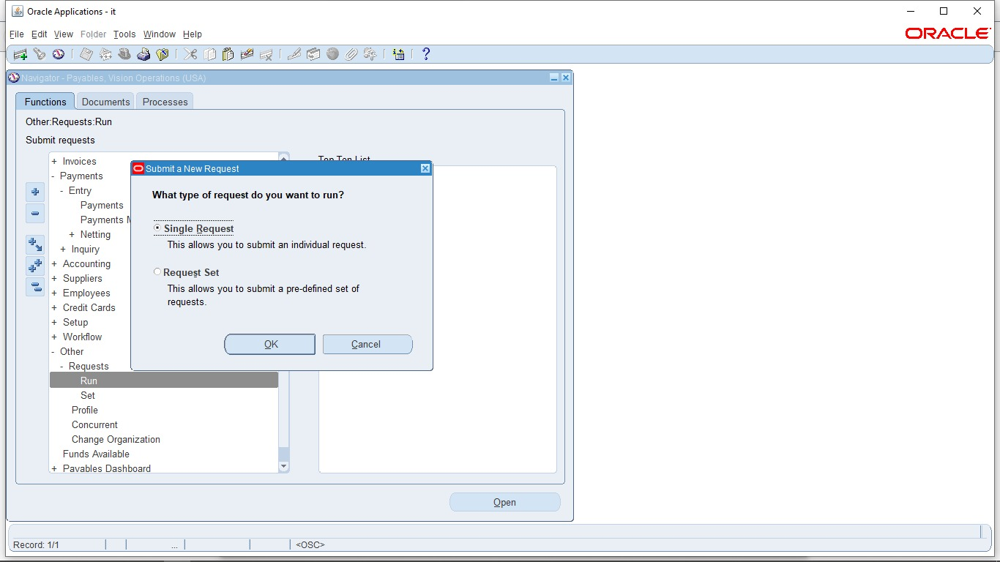 Oracle Applications - it
File Edit View Folder Tools Window Help
ORACLE
Navigator - Payables, Vision Operations (USA)
Functions Documents Processes
Other:Requests:Run
Submit requests
+ Invoices
- Payments
- Entry
Payments
Payments
+ Netting
+ Inquiry
+ Accounting
+ Suppliers
+ Employees
+ Credit Cards
+ Setup
+ Workflow
- Other
- Requests
Run
Set
Profile
Concurrent
Change Organization
Funds Available
+ Payables Dashboard
Top Ten List
Submit a New Request
What type of request do you want to run?
Single Request
This allows you to submit an individual request.
Request Set
This allows you to submit a pre-defined set of
requests.
OK Cancel
Open
Record: 1/1 ... <OSC>